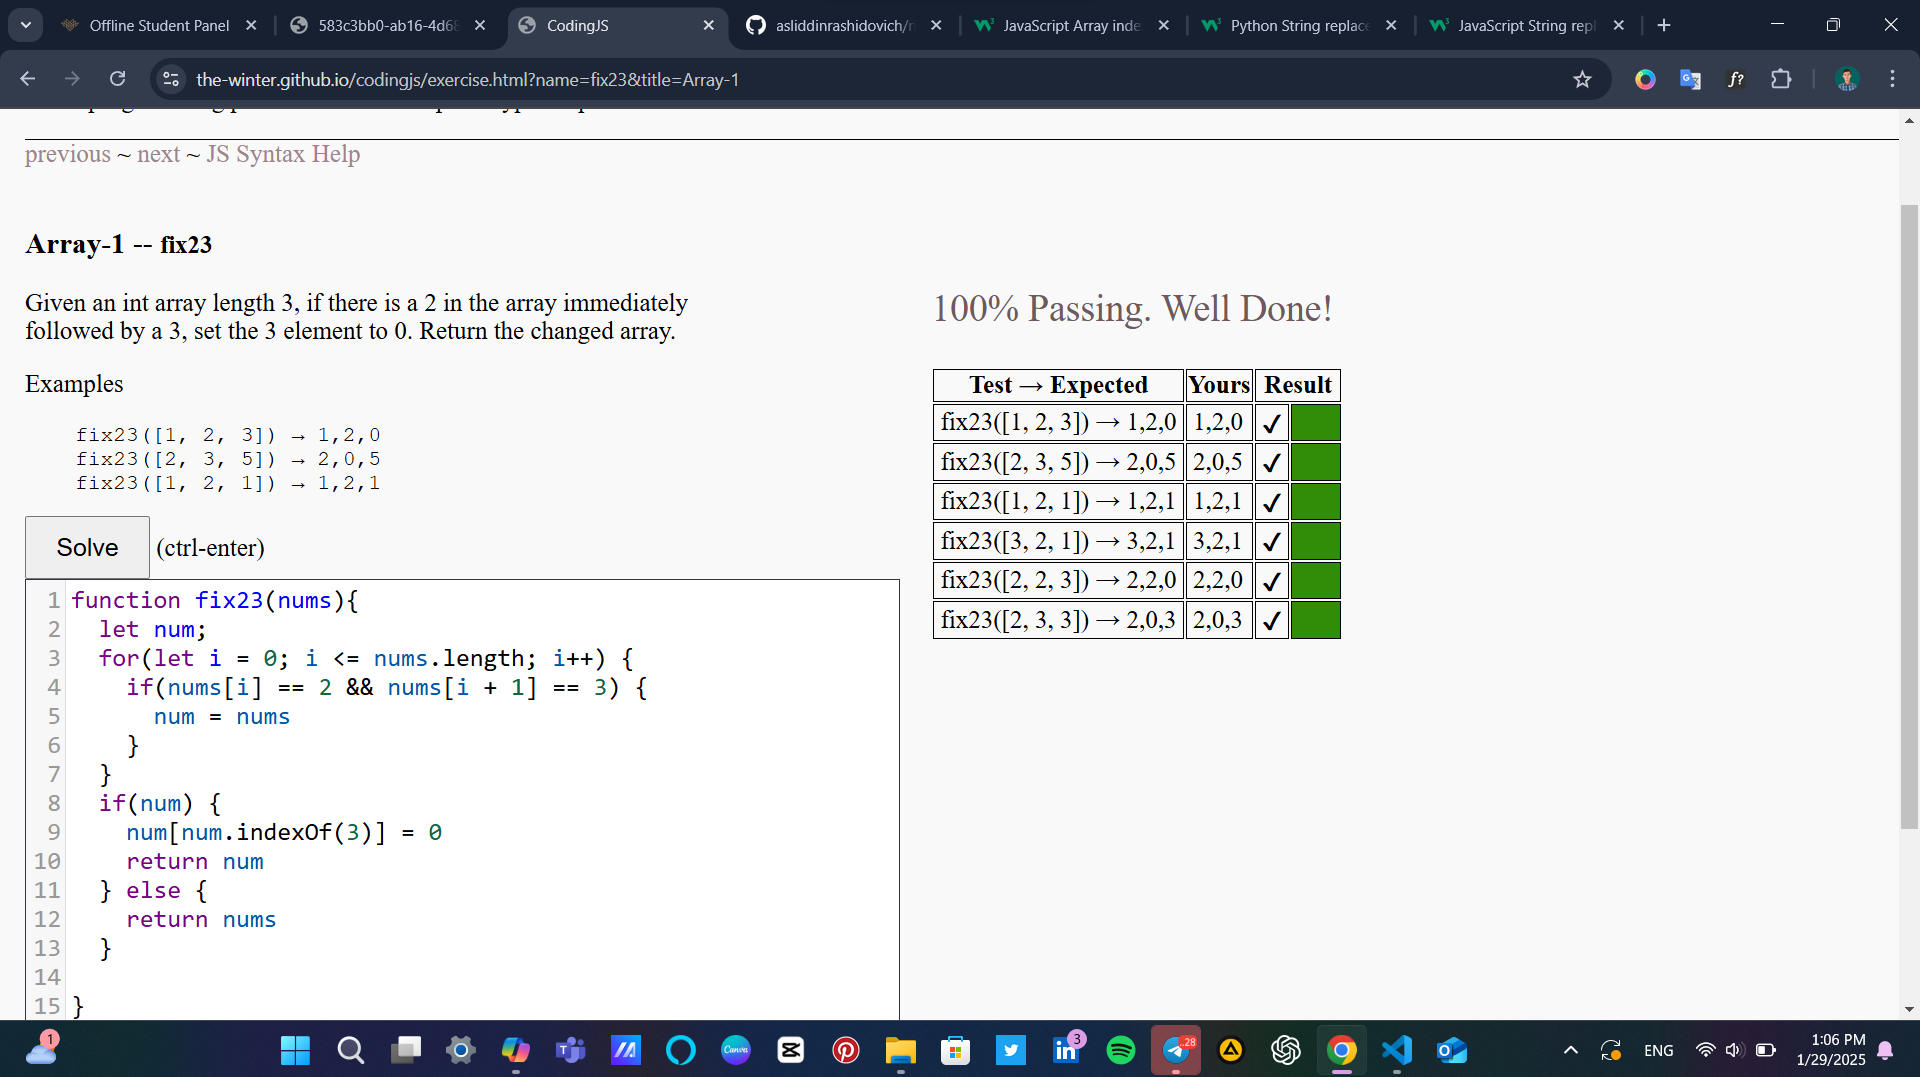 Offline Student Panel
583c3bb0-ab16-4d68
CodingJS
asliddinrashidovich/
JavaScript Array inde
Python String replace
JavaScript String rep
the-winter.github.io/codingjs/exercise.html?name=fix23&title=Array-1
previous ~ next ~ JS Syntax Help
Array-1 -- fix23
Given an int array length 3, if there is a 2 in the array immediately
followed by a 3, set the 3 element to 0. Return the changed array.
Examples
fix23([1, 2, 3]) → 1,2,0
fix23([2, 3, 5]) → 2,0,5
fix23([1, 2, 1]) → 1,2,1
Solve (ctrl-enter)
1 function fix23(nums){
2 let num;
3 for(let i = 0; i <= nums.length; i++) {
4 if(nums[i] == 2 && nums[i + 1] == 3) {
5 num = nums
6 }
7 }
8 if(num) {
9 num[num.indexOf(3)] = 0
10 return num
11 } else {
12 return nums
13 }
14
15 }
100% Passing. Well Done!
Test → Expected Yours Result
fix23([1, 2, 3]) → 1,2,0 1,2,0 ✓
fix23([2, 3, 5]) → 2,0,5 2,0,5 ✓
fix23([1, 2, 1]) → 1,2,1 1,2,1 ✓
fix23([3, 2, 1]) → 3,2,1 3,2,1 ✓
fix23([2, 2, 3]) → 2,2,0 2,2,0 ✓
fix23([2, 3, 3]) → 2,0,3 2,0,3 ✓
1
Canva
3
..28
ENG
1:06 PM
1/29/2025